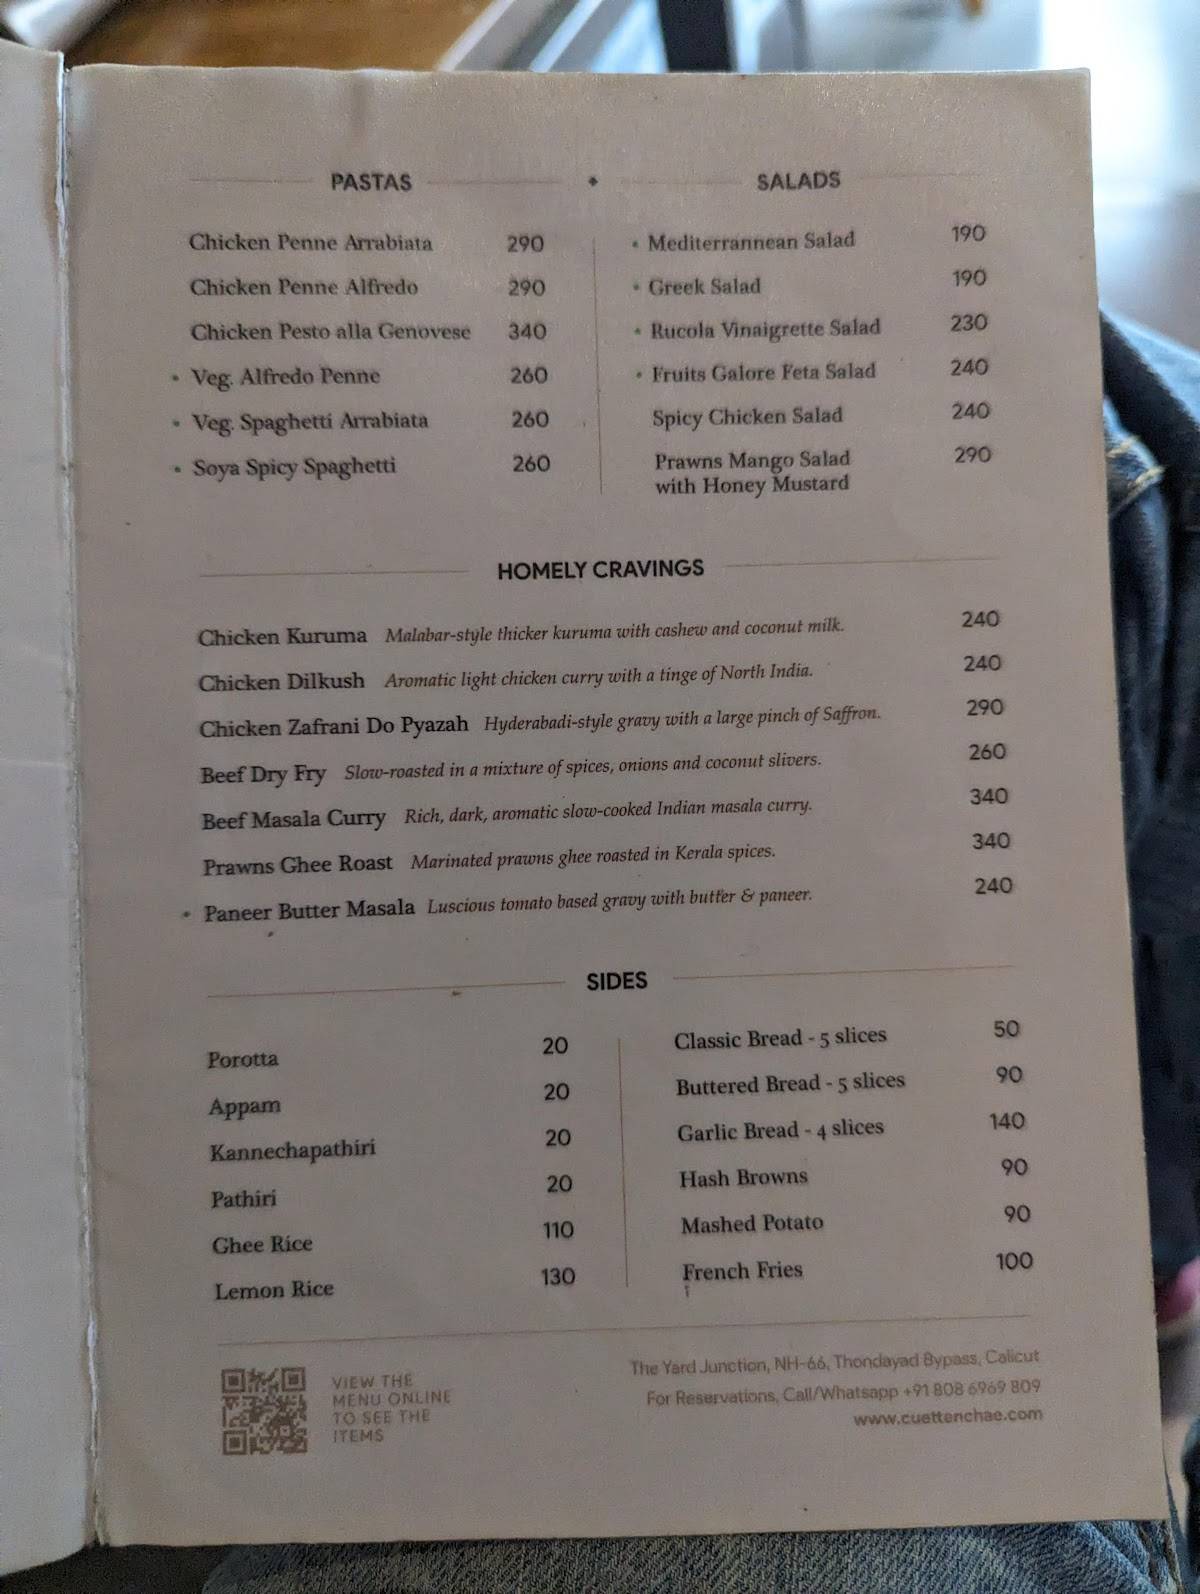 PASTAS
Chicken Penne Arrabiata 290
Chicken Penne Alfredo 290
Chicken Pesto alla Genovese 340
Veg. Alfredo Penne 260
Veg. Spaghetti Arrabiata 260
Soya Spicy Spaghetti 260
SALADS
Mediterrannean Salad 190
Greek Salad 190
Rucola Vinaigrette Salad 230
Fruits Galore Feta Salad 240
Spicy Chicken Salad 240
Prawns Mango Salad 290
with Honey Mustard
HOMELY CRAVINGS
Chicken Kuruma Malabar-style thicker kuruma with cashew and coconut milk. 240
Chicken Dilkush Aromatic light chicken curry with a tinge of North India. 240
Chicken Zafrani Do Pyazah Hyderabadi-style gravy with a large pinch of Saffron. 290
Beef Dry Fry Slow-roasted in a mixture of spices, onions and coconut slivers. 260
Beef Masala Curry Rich, dark, aromatic slow-cooked Indian masala curry. 340
Prawns Ghee Roast Marinated prawns ghee roasted in Kerala spices. 340
Paneer Butter Masala Luscious tomato based gravy with butter & paneer. 240
SIDES
Porotta 20
Appam 20
Kannechapathiri 20
Pathiri 20
Ghee Rice 110
Lemon Rice 130
Classic Bread - 5 slices 50
Buttered Bread - 5 slices 90
Garlic Bread - 4 slices 140
Hash Browns 90
Mashed Potato 90
French Fries 100
VIEW THE
MENU ONLINE
TO SEE THE
ITEMS
The Yard Junction, NH-66, Thondayad Bypass, Calicut
For Reservations, Call/Whatsapp +91 808 6969 809
www.cuettenchae.com